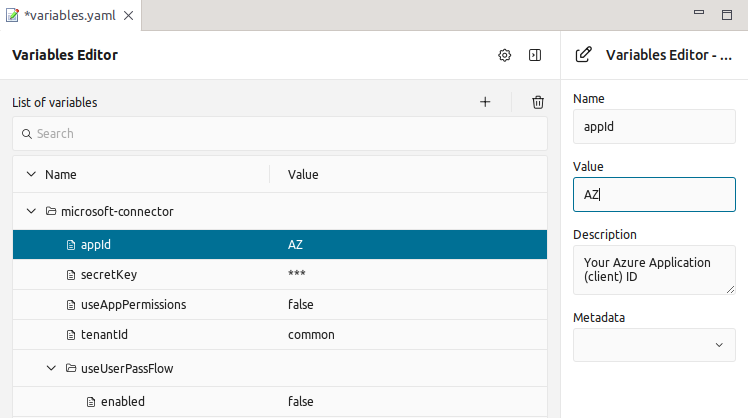 *variables.yaml
Variables Editor
Variables Editor - ...
List of variables
Search
Name Value
microsoft-connector
appId AZ
secretKey ***
useAppPermissions false
tenantId common
useUserPassFlow
enabled false
Name
appId
Value
AZ
Description
Your Azure Application
(client) ID
Metadata